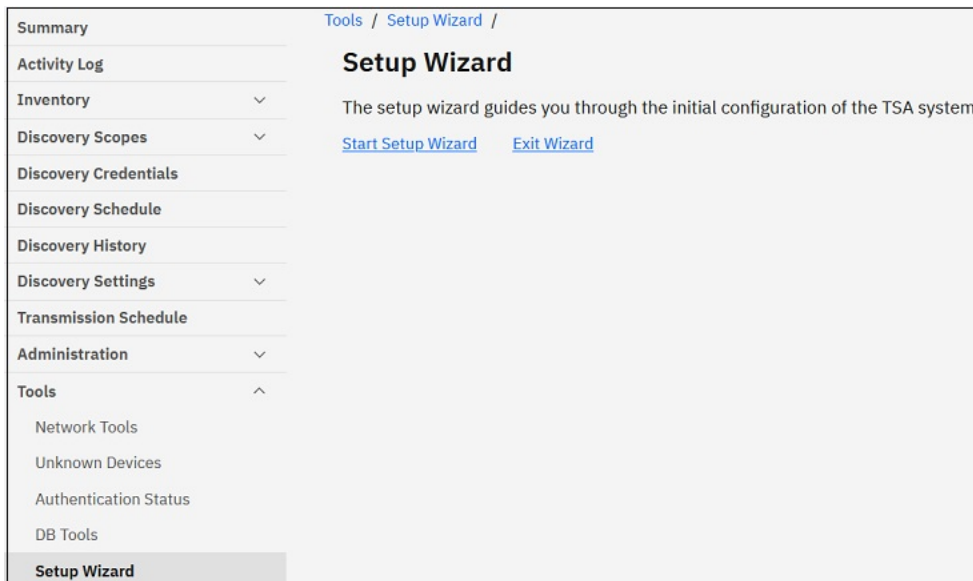 Summary
Activity Log
Inventory
Discovery Scopes
Discovery Credentials
Discovery Schedule
Discovery History
Discovery Settings
Transmission Schedule
Administration
Tools
Network Tools
Unknown Devices
Authentication Status
DB Tools
Setup Wizard
Tools / Setup Wizard /
Setup Wizard
The setup wizard guides you through the initial configuration of the TSA system
Start Setup Wizard Exit Wizard